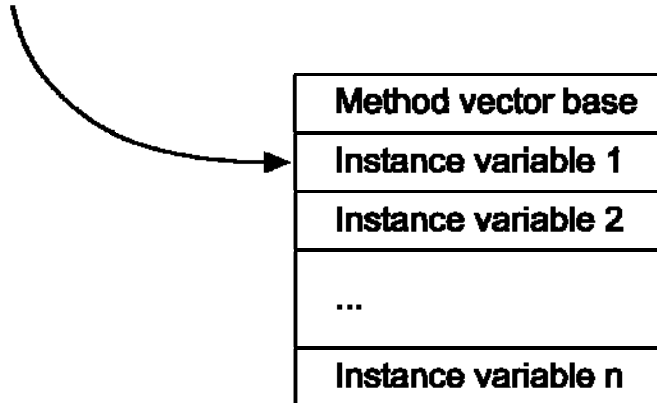 Method vector base
Instance variable 1
Instance variable 2
...
Instance variable n